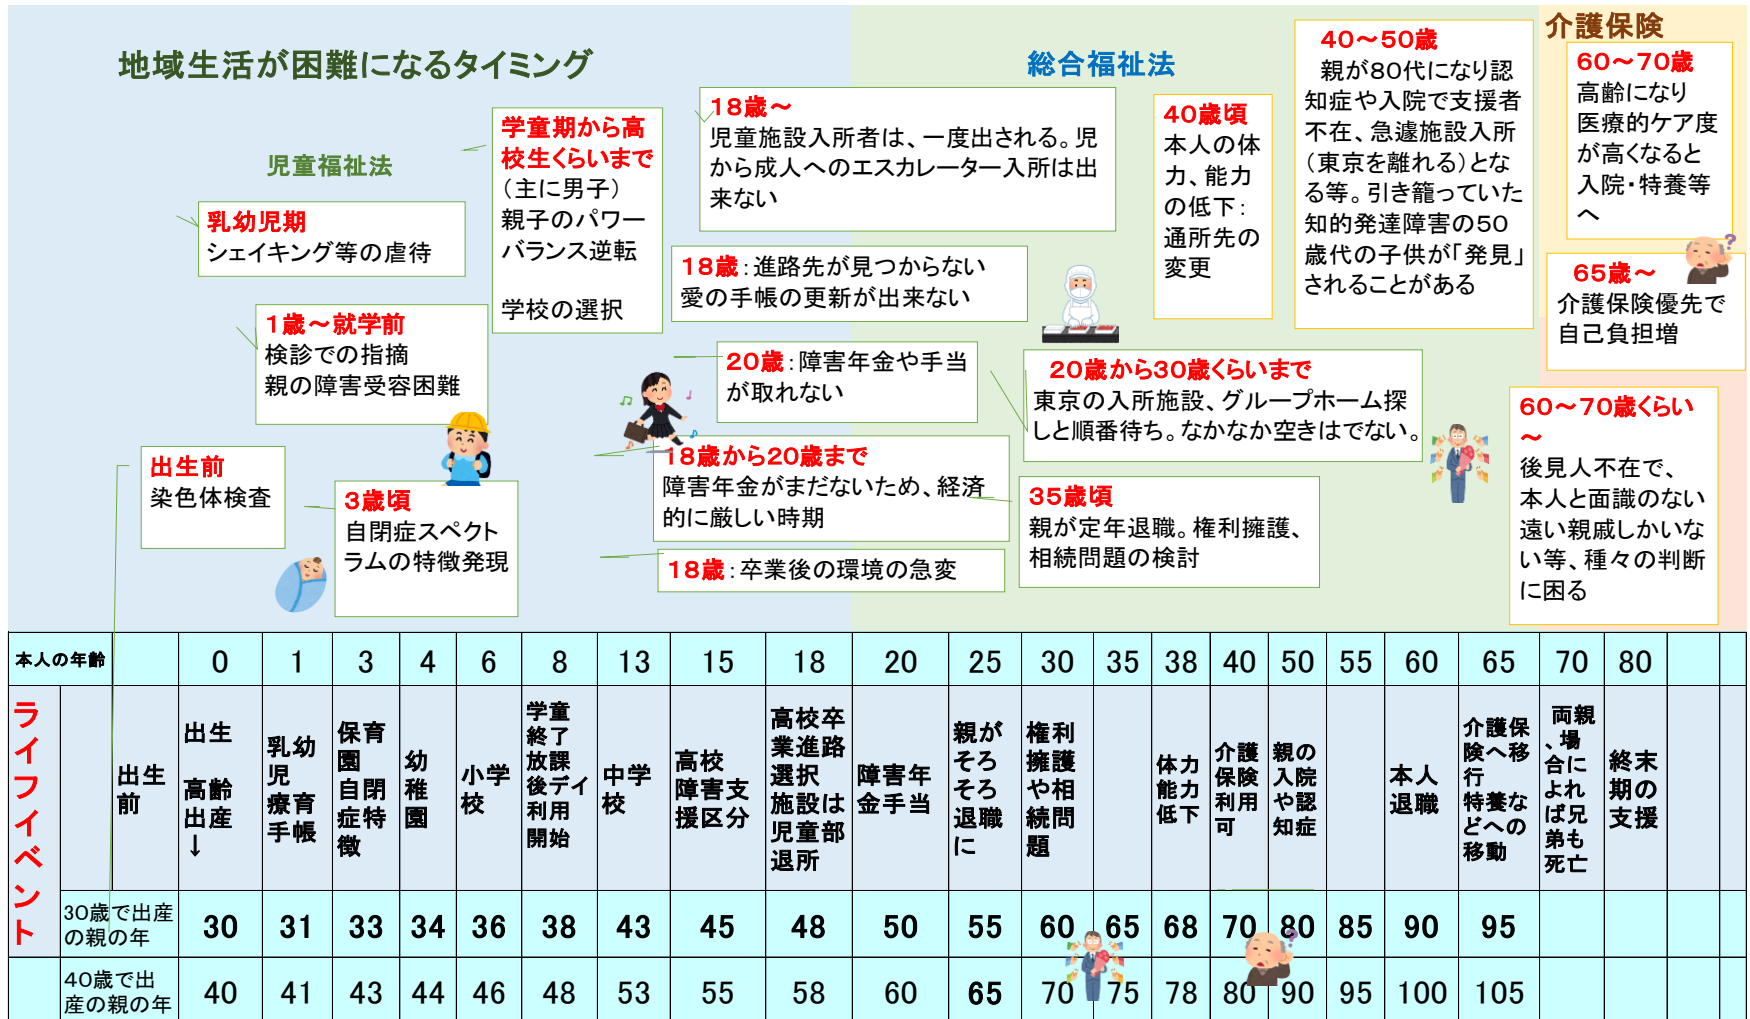 地域生活が困難になるタイミング
総合福祉法
介護保険
児童福祉法
乳幼児期
シェイキング等の虐待
1歳～就学前
検診での指摘
親の障害受容困難
出生前
染色体検査
3歳頃
自閉症スペクト
ラムの特徴発現
学童期から高
校生くらいまで
（主に男子）
親子のパワー
バランス逆転
学校の選択
18歳～
児童施設入所者は、一度出される。児
から成人へのエスカレーター入所は出
来ない
18歳：進路先が見つからない
愛の手帳の更新が出来ない
20歳：障害年金や手当
が取れない
18歳から20歳まで
障害年金がまだないため、経済
的に厳しい時期
18歳：卒業後の環境の急変
40歳頃
本人の体
力、能力
の低下：
通所先の
変更
20歳から30歳くらいまで
東京の入所施設、グループホーム探
しと順番待ち。なかなか空きはでない。
35歳頃
親が定年退職。権利擁護、
相続問題の検討
40～50歳
親が80代になり認
知症や入院で支援者
不在、急遽施設入所
（東京を離れる）とな
る等。引き籠っていた
知的発達障害の50
歳代の子供が「発見」
されることがある
60～70歳
高齢になり
医療的ケア度
が高くなると
入院・特養等
へ
65歳～
介護保険優先で
自己負担増
60～70歳くらい
～
後見人不在で、
本人と面識のない
遠い親戚しかいな
い等、種々の判断
に困る
本人の年齢 0 1 3 4 6 8 13 15 18 20 25 30 35 38 40 50 55 60 65 70 80
ライフイベント
出生
前
出生
高齢
出産
↓
乳幼
児
療育
手帳
保育
園
自閉
症特
徴
幼
稚
園
小学
校
学童
終了
放課
後デイ
利用
開始
中学
校
高校
障害支
援区分
高校卒
業進路
選択
施設は
児童部
退所
障害年
金手当
親が
そろ
そろ
退職
に
権利
擁護
や相
続問
題
体力
能力
低下
介護
保険
利用
可
親の
入院
や認
知症
本人
退職
介護保
険へ移
行
特養な
どへの
移動
両親
、場
合に
よれ
ば兄
弟も
死亡
終末
期の
支援
30歳で出産
の親の年
30 31 33 34 36 38 43 45 48 50 55 60 65 68 70 80 85 90 95
40歳で出
産の親の年
40 41 43 44 46 48 53 55 58 60 65 70 75 78 80 90 95 100 105